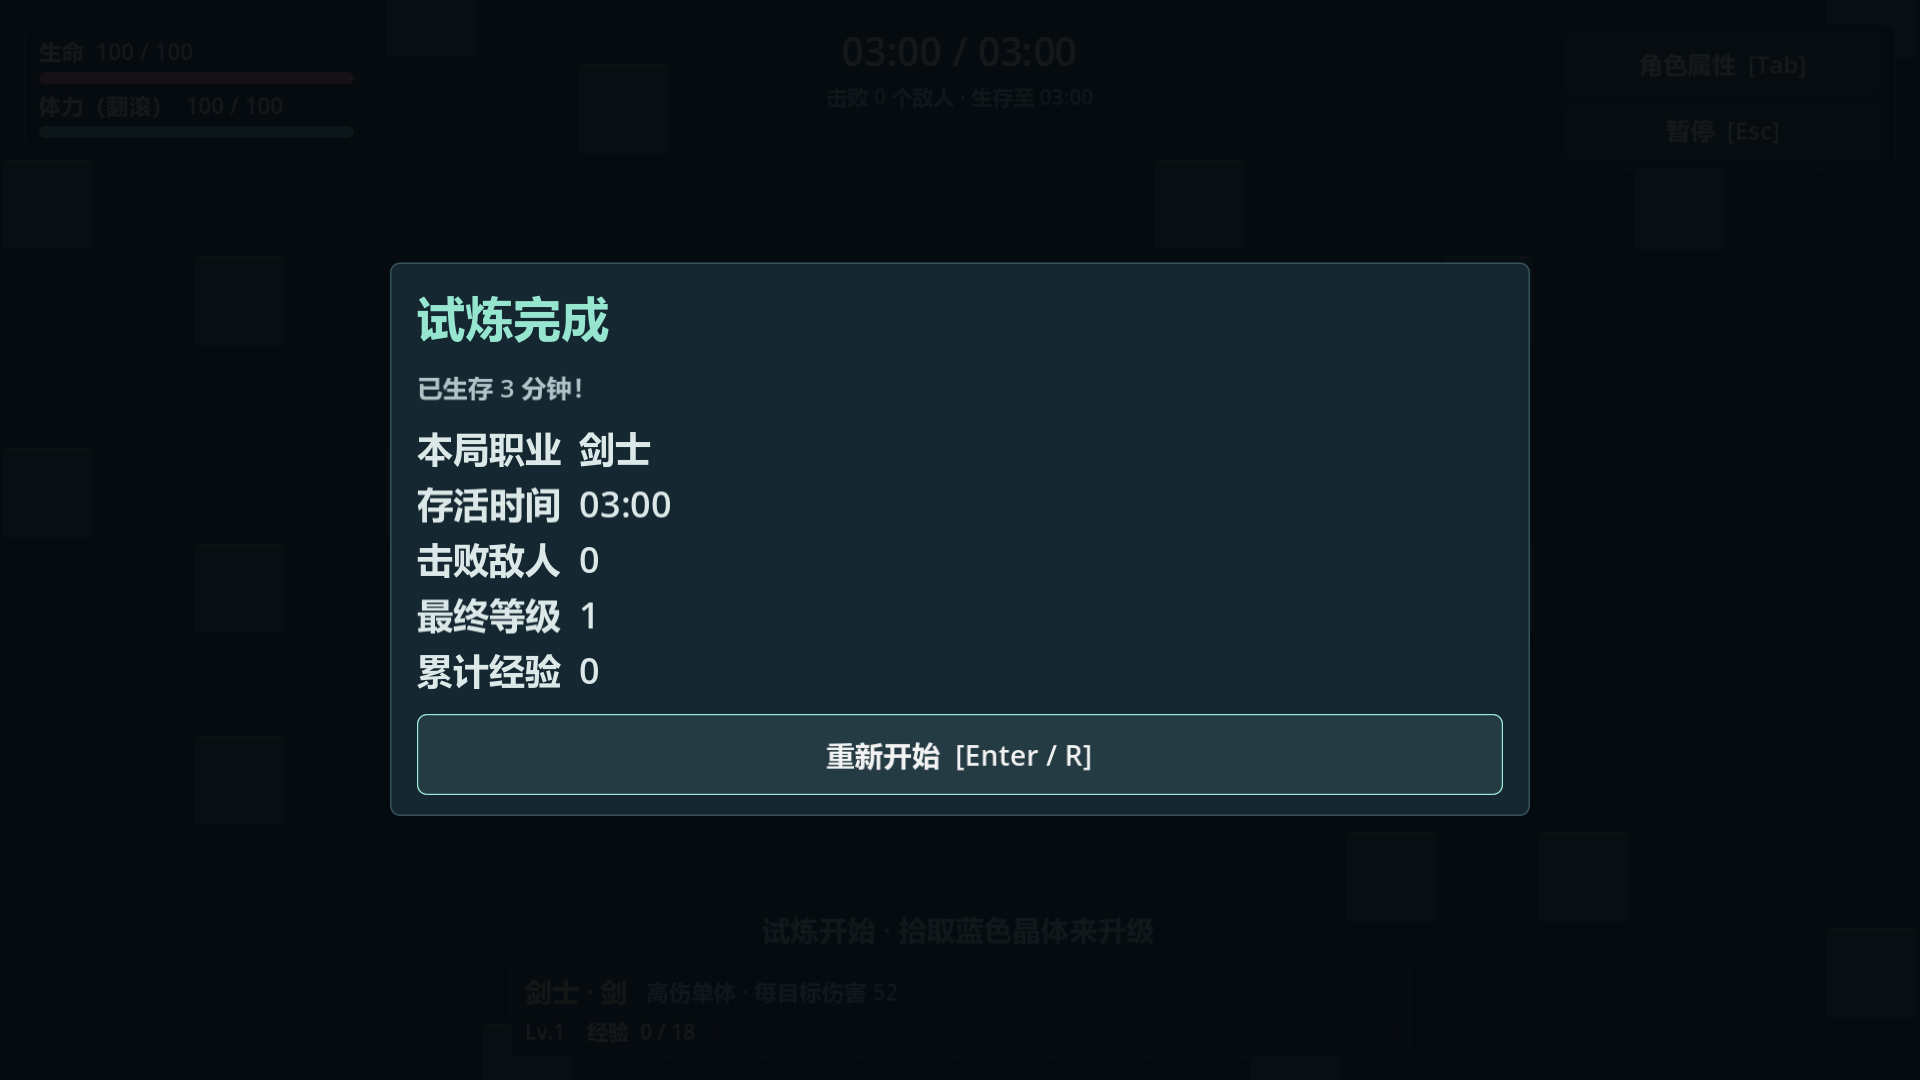 生命 100 / 100
体力（翻滚） 100 / 100
03:00 / 03:00
击败 0 个敌人 · 生存至 03:00
角色属性 [Tab]
暂停 [Esc]
试炼完成
已生存 3 分钟！
本局职业 剑士
存活时间 03:00
击败敌人 0
最终等级 1
累计经验 0
重新开始 [Enter / R]
试炼开始 · 拾取蓝色晶体来升级
剑士 · 剑 高伤单体 · 每目标伤害 52
Lv.1 经验 0 / 18